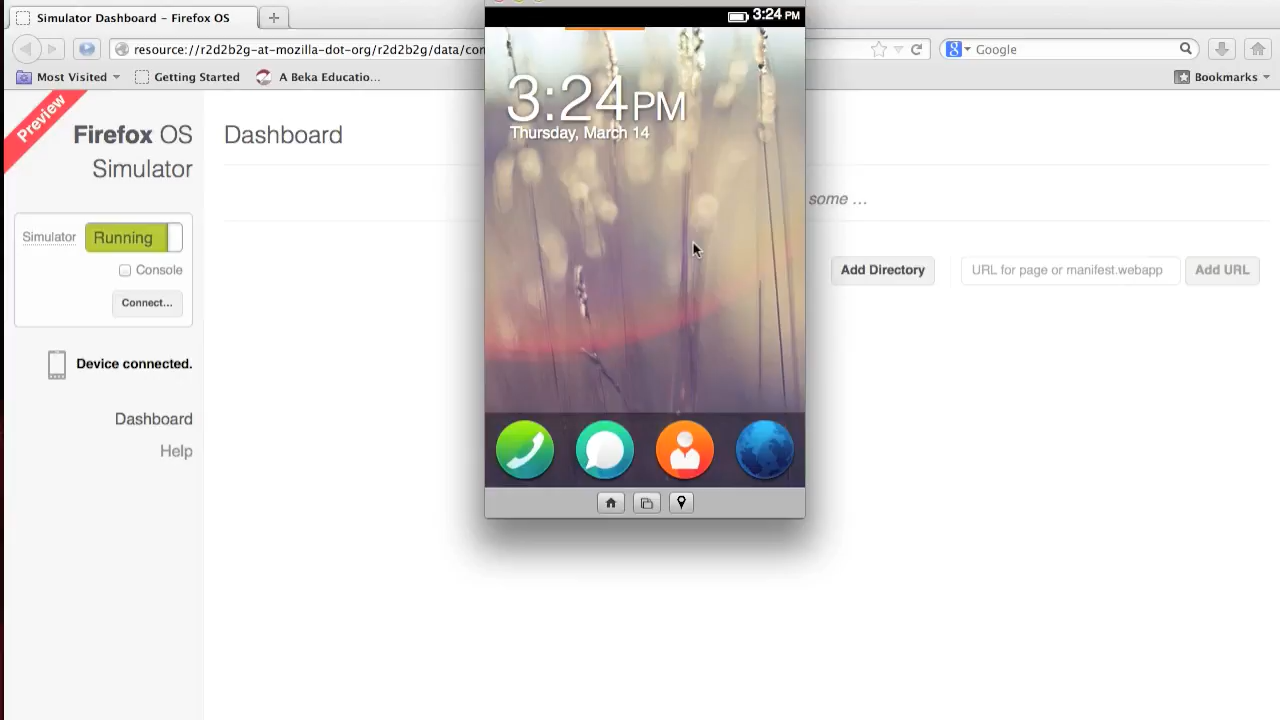 Simulator Dashboard – Firefox OS
resource://r2d2b2g-at-mozilla-dot-org/r2d2b2g/data/con
Google
Most Visited
Getting Started
A Beka Educatio...
Bookmarks
Preview
Firefox OS
Simulator
Simulator
Running
Console
Connect...
Device connected.
Dashboard
Help
Dashboard
some ...
Add Directory
URL for page or manifest.webapp
Add URL
3:24 PM
3:24 PM
Thursday, March 14